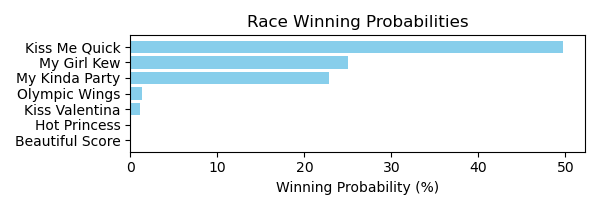 Race Winning Probabilities
Kiss Me Quick
My Girl Kew
My Kinda Party
Olympic Wings
Kiss Valentina
Hot Princess
Beautiful Score
0 10 20 30 40 50
Winning Probability (%)